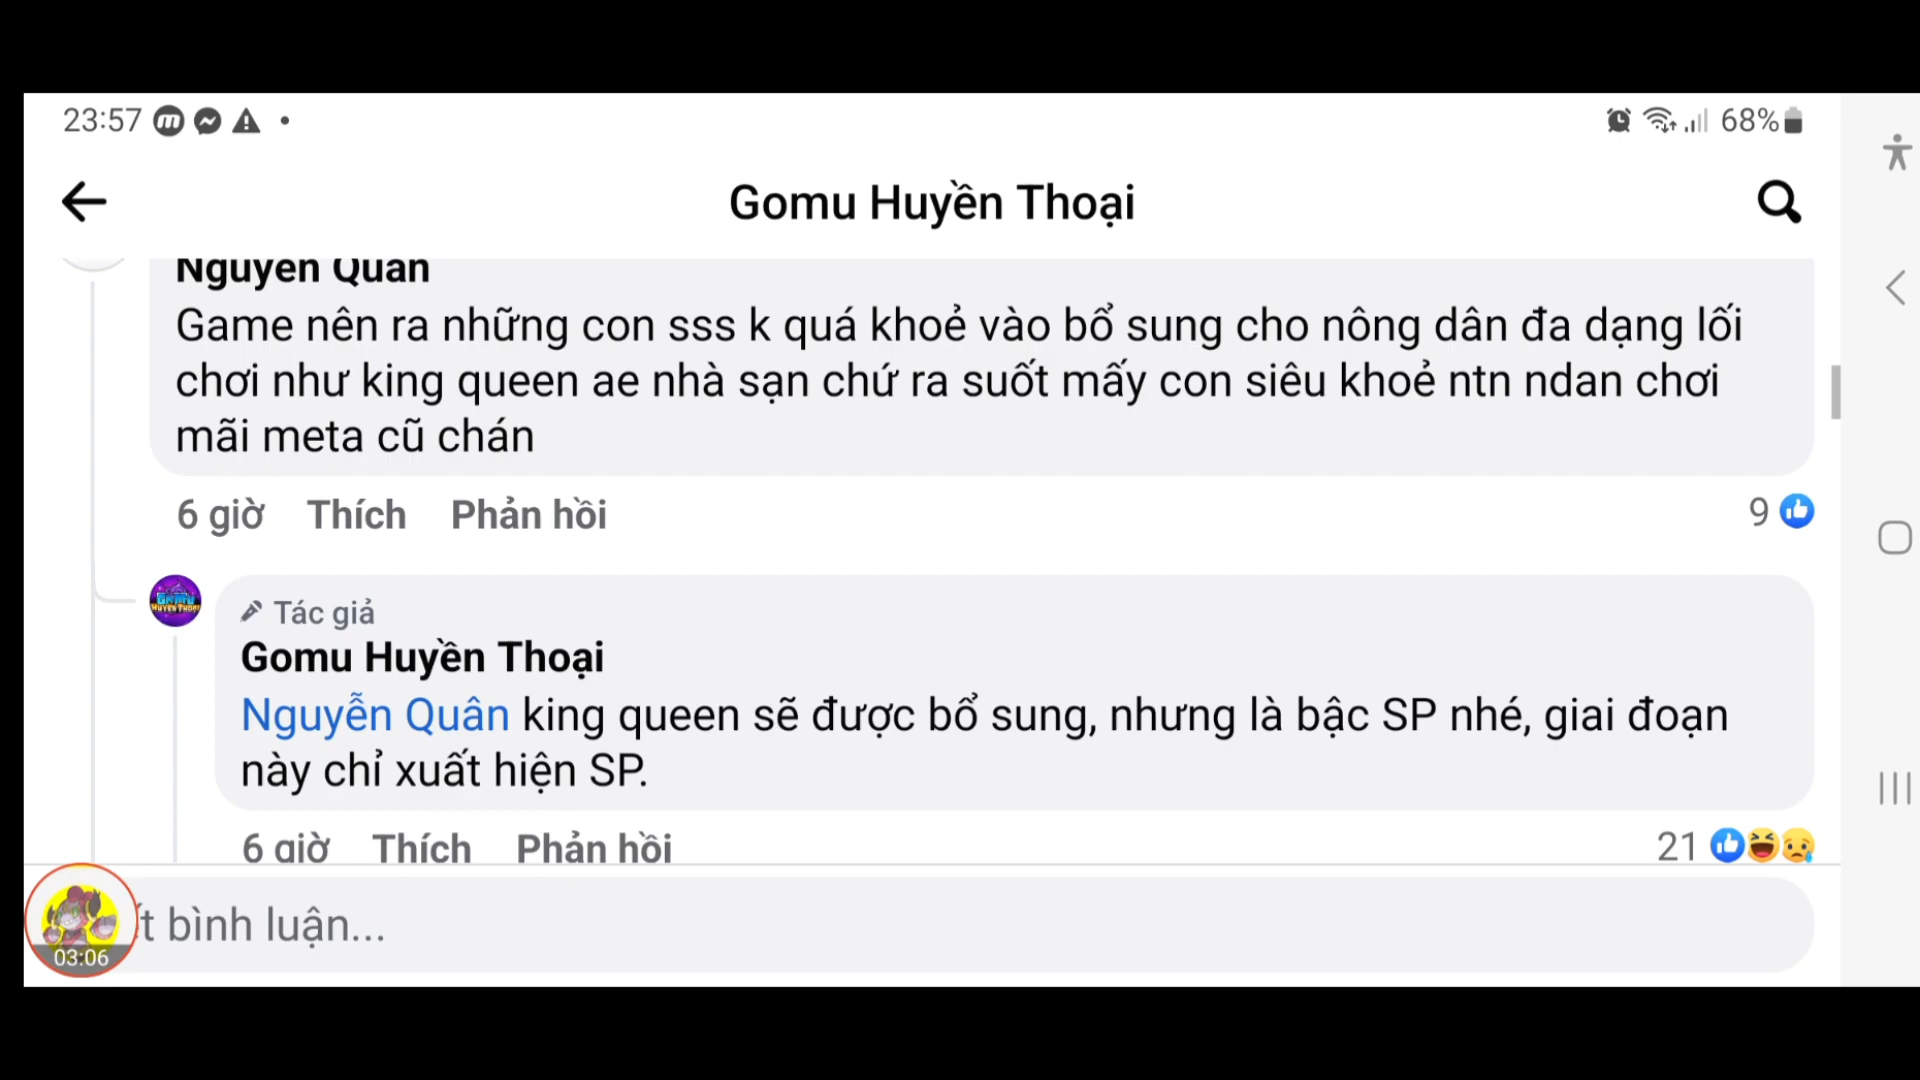 23:57
68%
Gomu Huyền Thoại
Nguyễn Quân
Game nên ra những con sss k quá khoẻ vào bổ sung cho nông dân đa dạng lối
chơi như king queen ae nhà sạn chứ ra suốt mấy con siêu khoẻ ntn ndan chơi
mãi meta cũ chán
6 giờ Thích Phản hồi
9
Tác giả
Gomu Huyền Thoại
Nguyễn Quân king queen sẽ được bổ sung, nhưng là bậc SP nhé, giai đoạn
này chỉ xuất hiện SP.
6 giờ Thích Phản hồi
21
t bình luận...
03:06